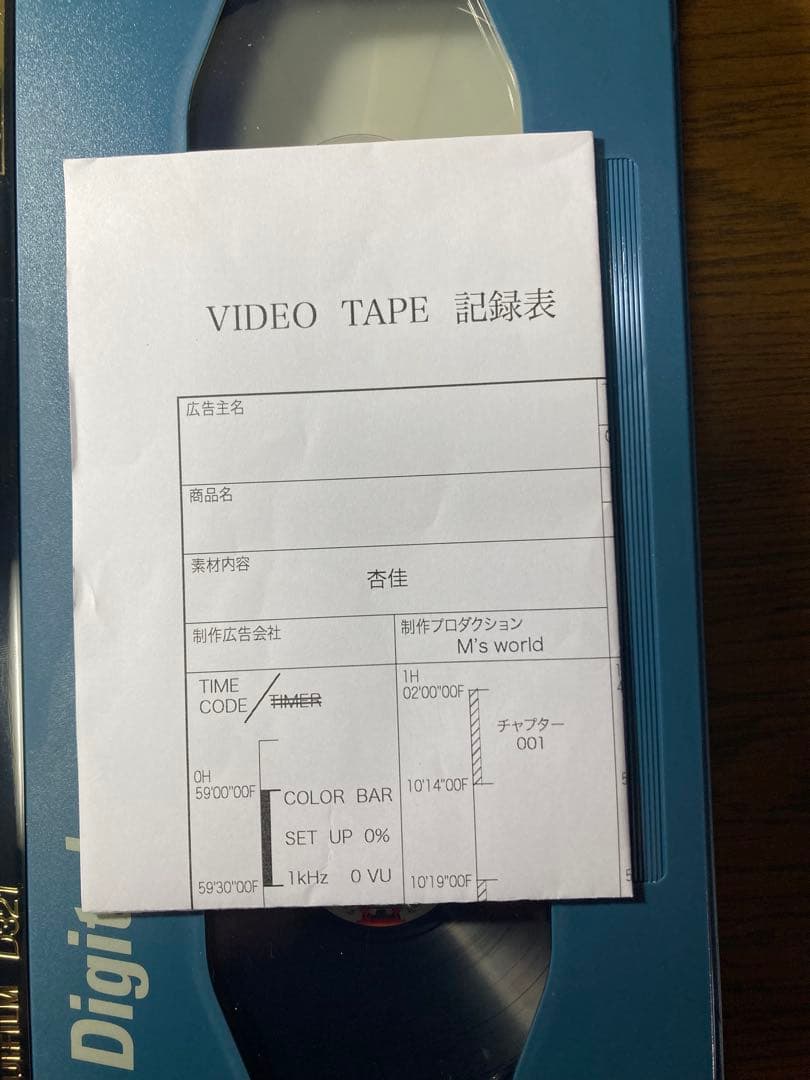 VIDEO TAPE 記録表
広告主名
商品名
素材内容
杏佳
制作広告会社
制作プロダクション
M's world
TIME
CODE/TIMER
0H
59'00"00F
COLOR BAR
SET UP 0%
59'30"00F
1kHz 0 VU
1H
02'00"00F
チャプター
001
10'14"00F
10'19"00F
Digit
D321